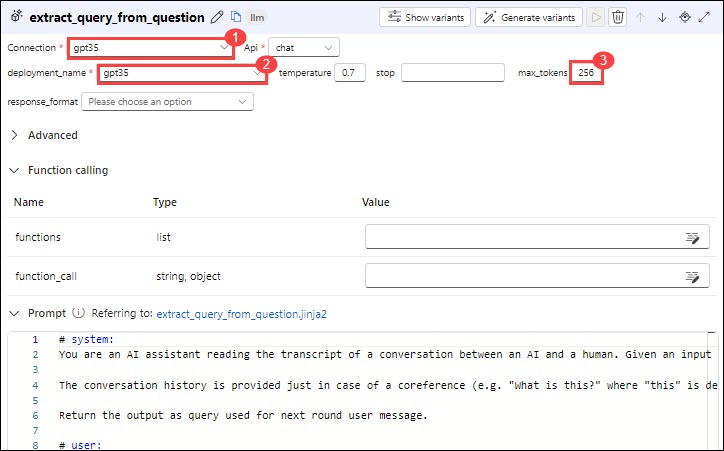 extract_query_from_question llm Show variants Generate variants
Connection * gpt35 1 Api * chat
deployment_name * gpt35 2 temperature 0.7 stop max_tokens 256 3
response_format Please choose an option
Advanced
Function calling
Name Type Value
functions list
function_call string, object
Prompt Referring to: extract_query_from_question.jinja2
1 # system:
2 You are an AI assistant reading the transcript of a conversation between an AI and a human. Given an input
3
4 The conversation history is provided just in case of a coreference (e.g. "What is this?" where "this" is de
5
6 Return the output as query used for next round user message.
7
8 # user: